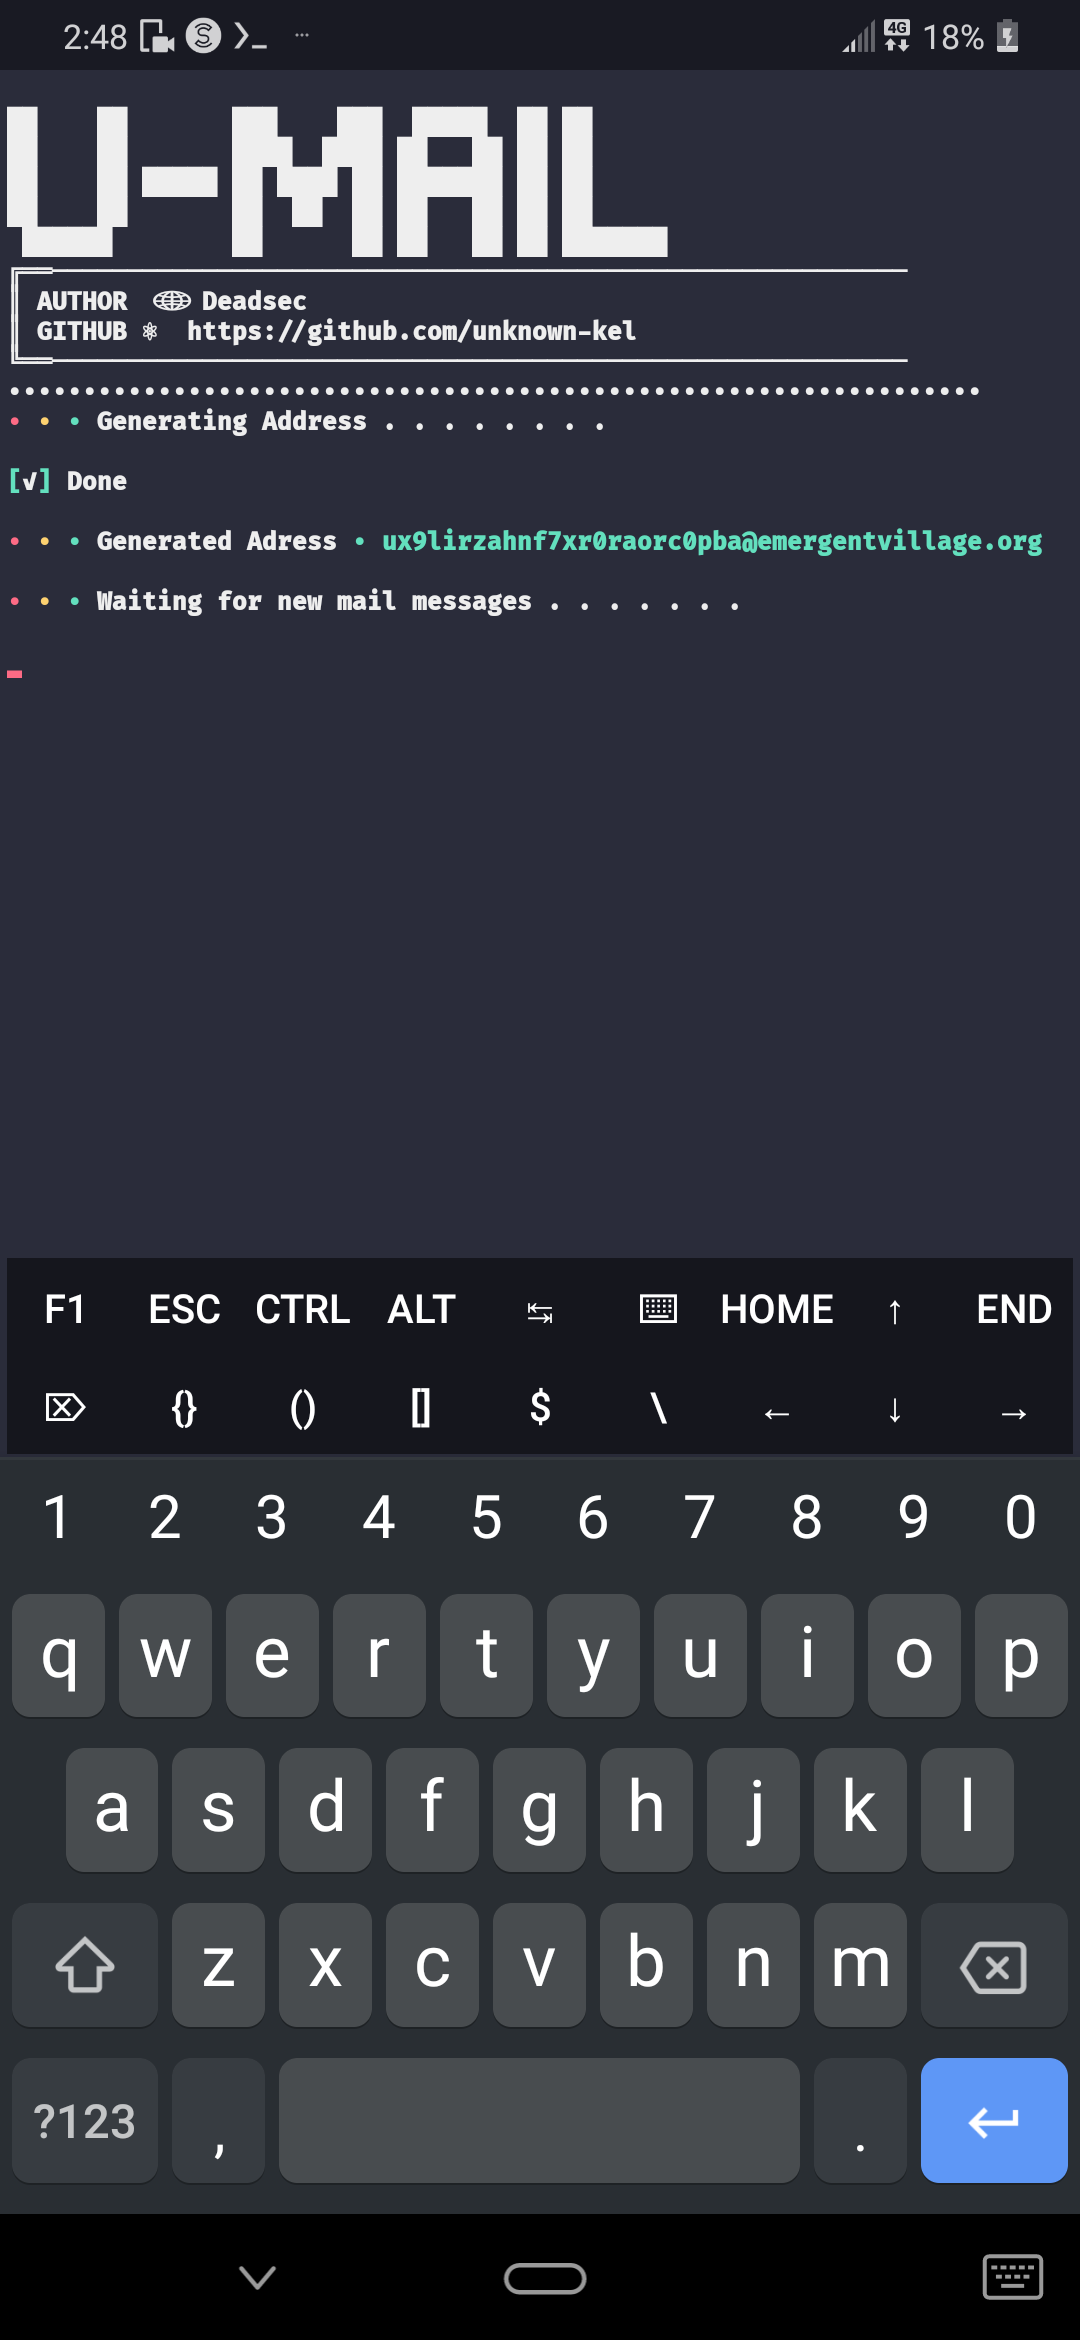 2:48 4G 18%
U-MAIL
AUTHOR Deadsec
GITHUB https://github.com/unknown-kel
• • • Generating Address . . . . . . . .
[√] Done
• • • Generated Adress • ux9lirzahnf7xr0raorc0pba@emergentvillage.org
• • • Waiting for new mail messages . . . . . . .
F1 ESC CTRL ALT ↹ HOME ↑ END
{} () [] $ \ ← ↓ →
1 2 3 4 5 6 7 8 9 0
q w e r t y u i o p
a s d f g h j k l
z x c v b n m
?123 , .